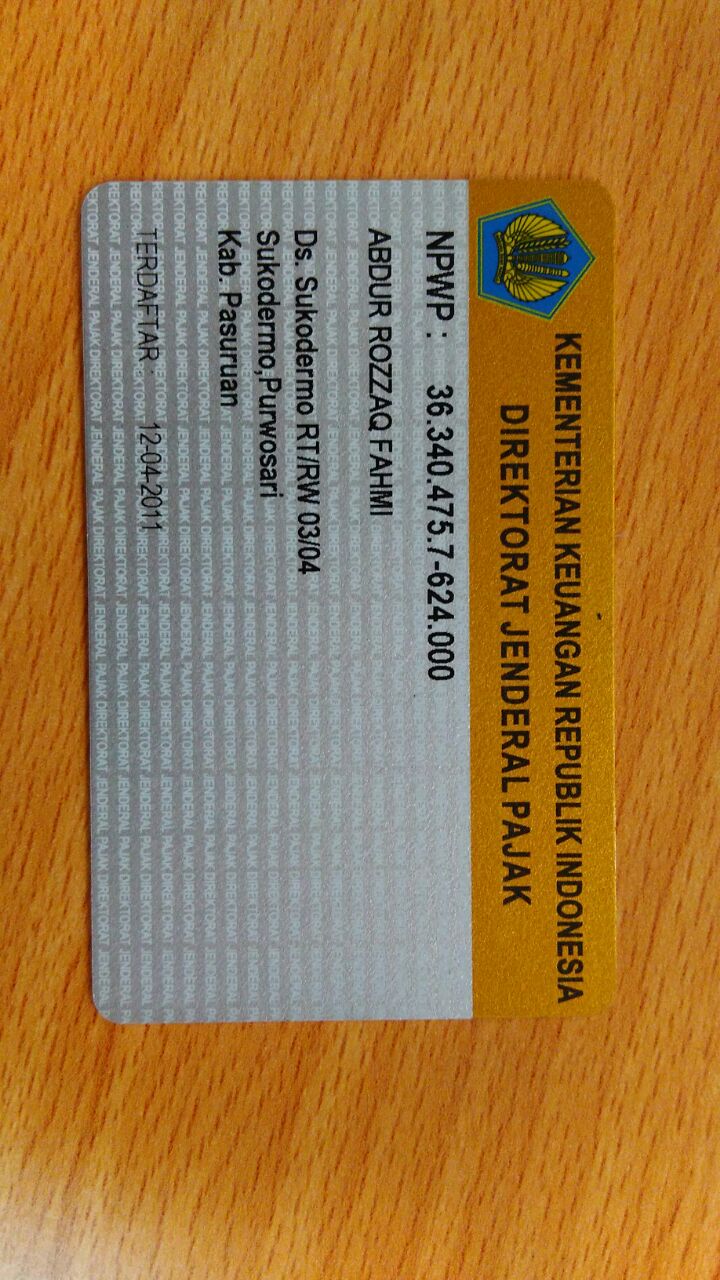 KEMENTERIAN KEUANGAN REPUBLIK INDONESIA
DIREKTORAT JENDERAL PAJAK
NPWP : 36.340.475.7-624.000
ABDUR ROZZAQ FAHMI
Ds. Sukodermo RT/RW 03/04
Sukodermo,Purwosari
Kab. Pasuruan
TERDAFTAR : 12-04-2011